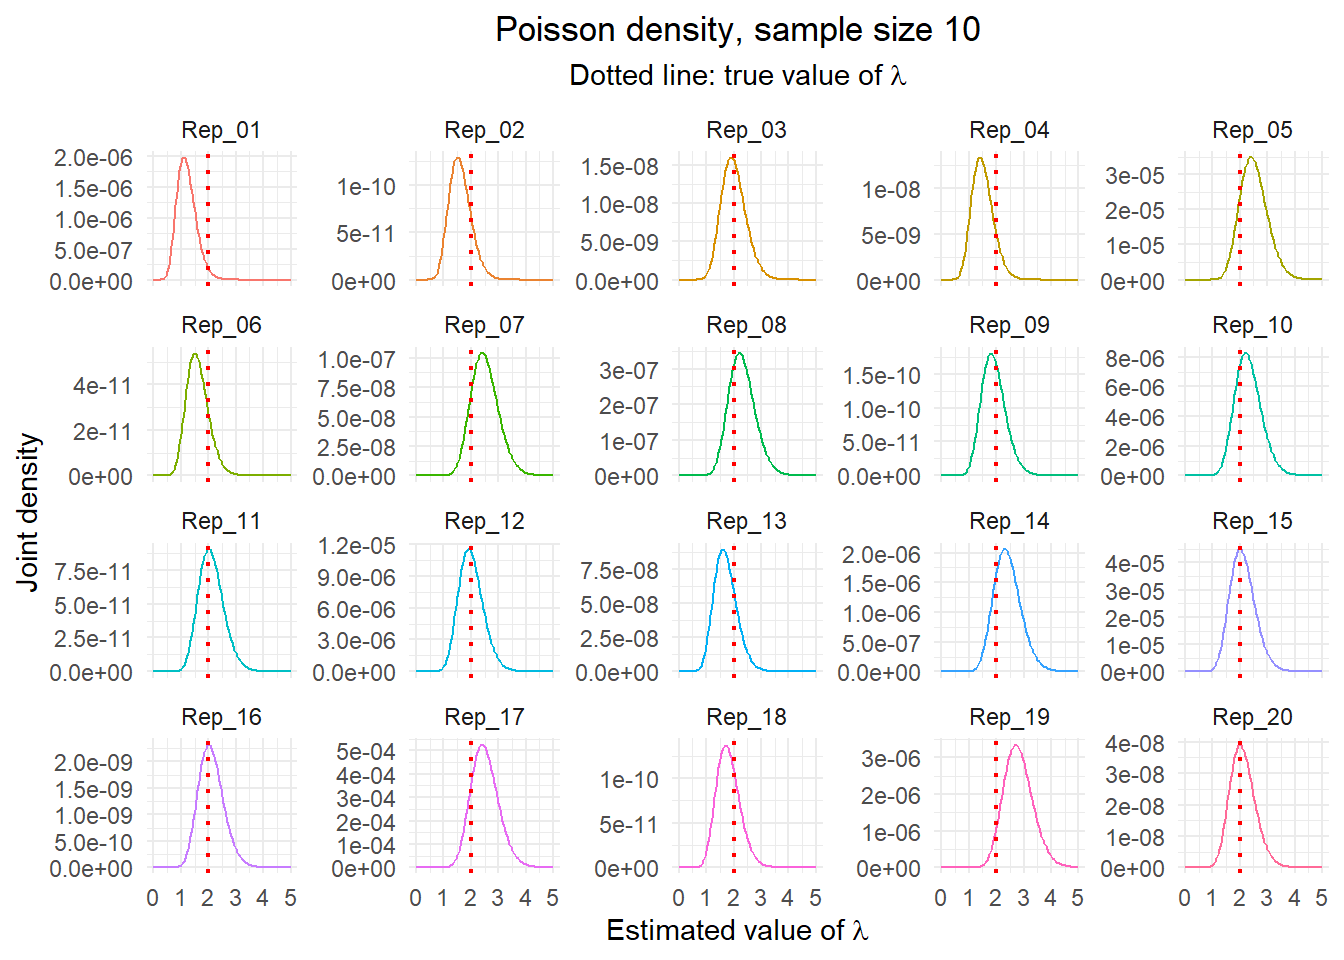 Poisson density, sample size 10
Dotted line: true value of λ
Joint density
Rep_01 Rep_02 Rep_03 Rep_04 Rep_05
2.0e-06
1.5e-06
1.0e-06
5.0e-07
0.0e+00
1e-10
5e-11
0e+00
1.5e-08
1.0e-08
5.0e-09
0.0e+00
1e-08
5e-09
0e+00
3e-05
2e-05
1e-05
0e+00
Rep_06 Rep_07 Rep_08 Rep_09 Rep_10
4e-11
2e-11
0e+00
1.0e-07
7.5e-08
5.0e-08
2.5e-08
0.0e+00
3e-07
2e-07
1e-07
0e+00
1.5e-10
1.0e-10
5.0e-11
0.0e+00
8e-06
6e-06
4e-06
2e-06
0e+00
Rep_11 Rep_12 Rep_13 Rep_14 Rep_15
7.5e-11
5.0e-11
2.5e-11
0.0e+00
1.2e-05
9.0e-06
6.0e-06
3.0e-06
0.0e+00
7.5e-08
5.0e-08
2.5e-08
0.0e+00
2.0e-06
1.5e-06
1.0e-06
5.0e-07
0.0e+00
4e-05
3e-05
2e-05
1e-05
0e+00
Rep_16 Rep_17 Rep_18 Rep_19 Rep_20
2.0e-09
1.5e-09
1.0e-09
5.0e-10
0.0e+00
5e-04
4e-04
3e-04
2e-04
1e-04
0e+00
1e-10
5e-11
0e+00
3e-06
2e-06
1e-06
0e+00
4e-08
3e-08
2e-08
1e-08
0e+00
0 1 2 3 4 5 0 1 2 3 4 5 0 1 2 3 4 5 0 1 2 3 4 5 0 1 2 3 4 5
Estimated value of λ